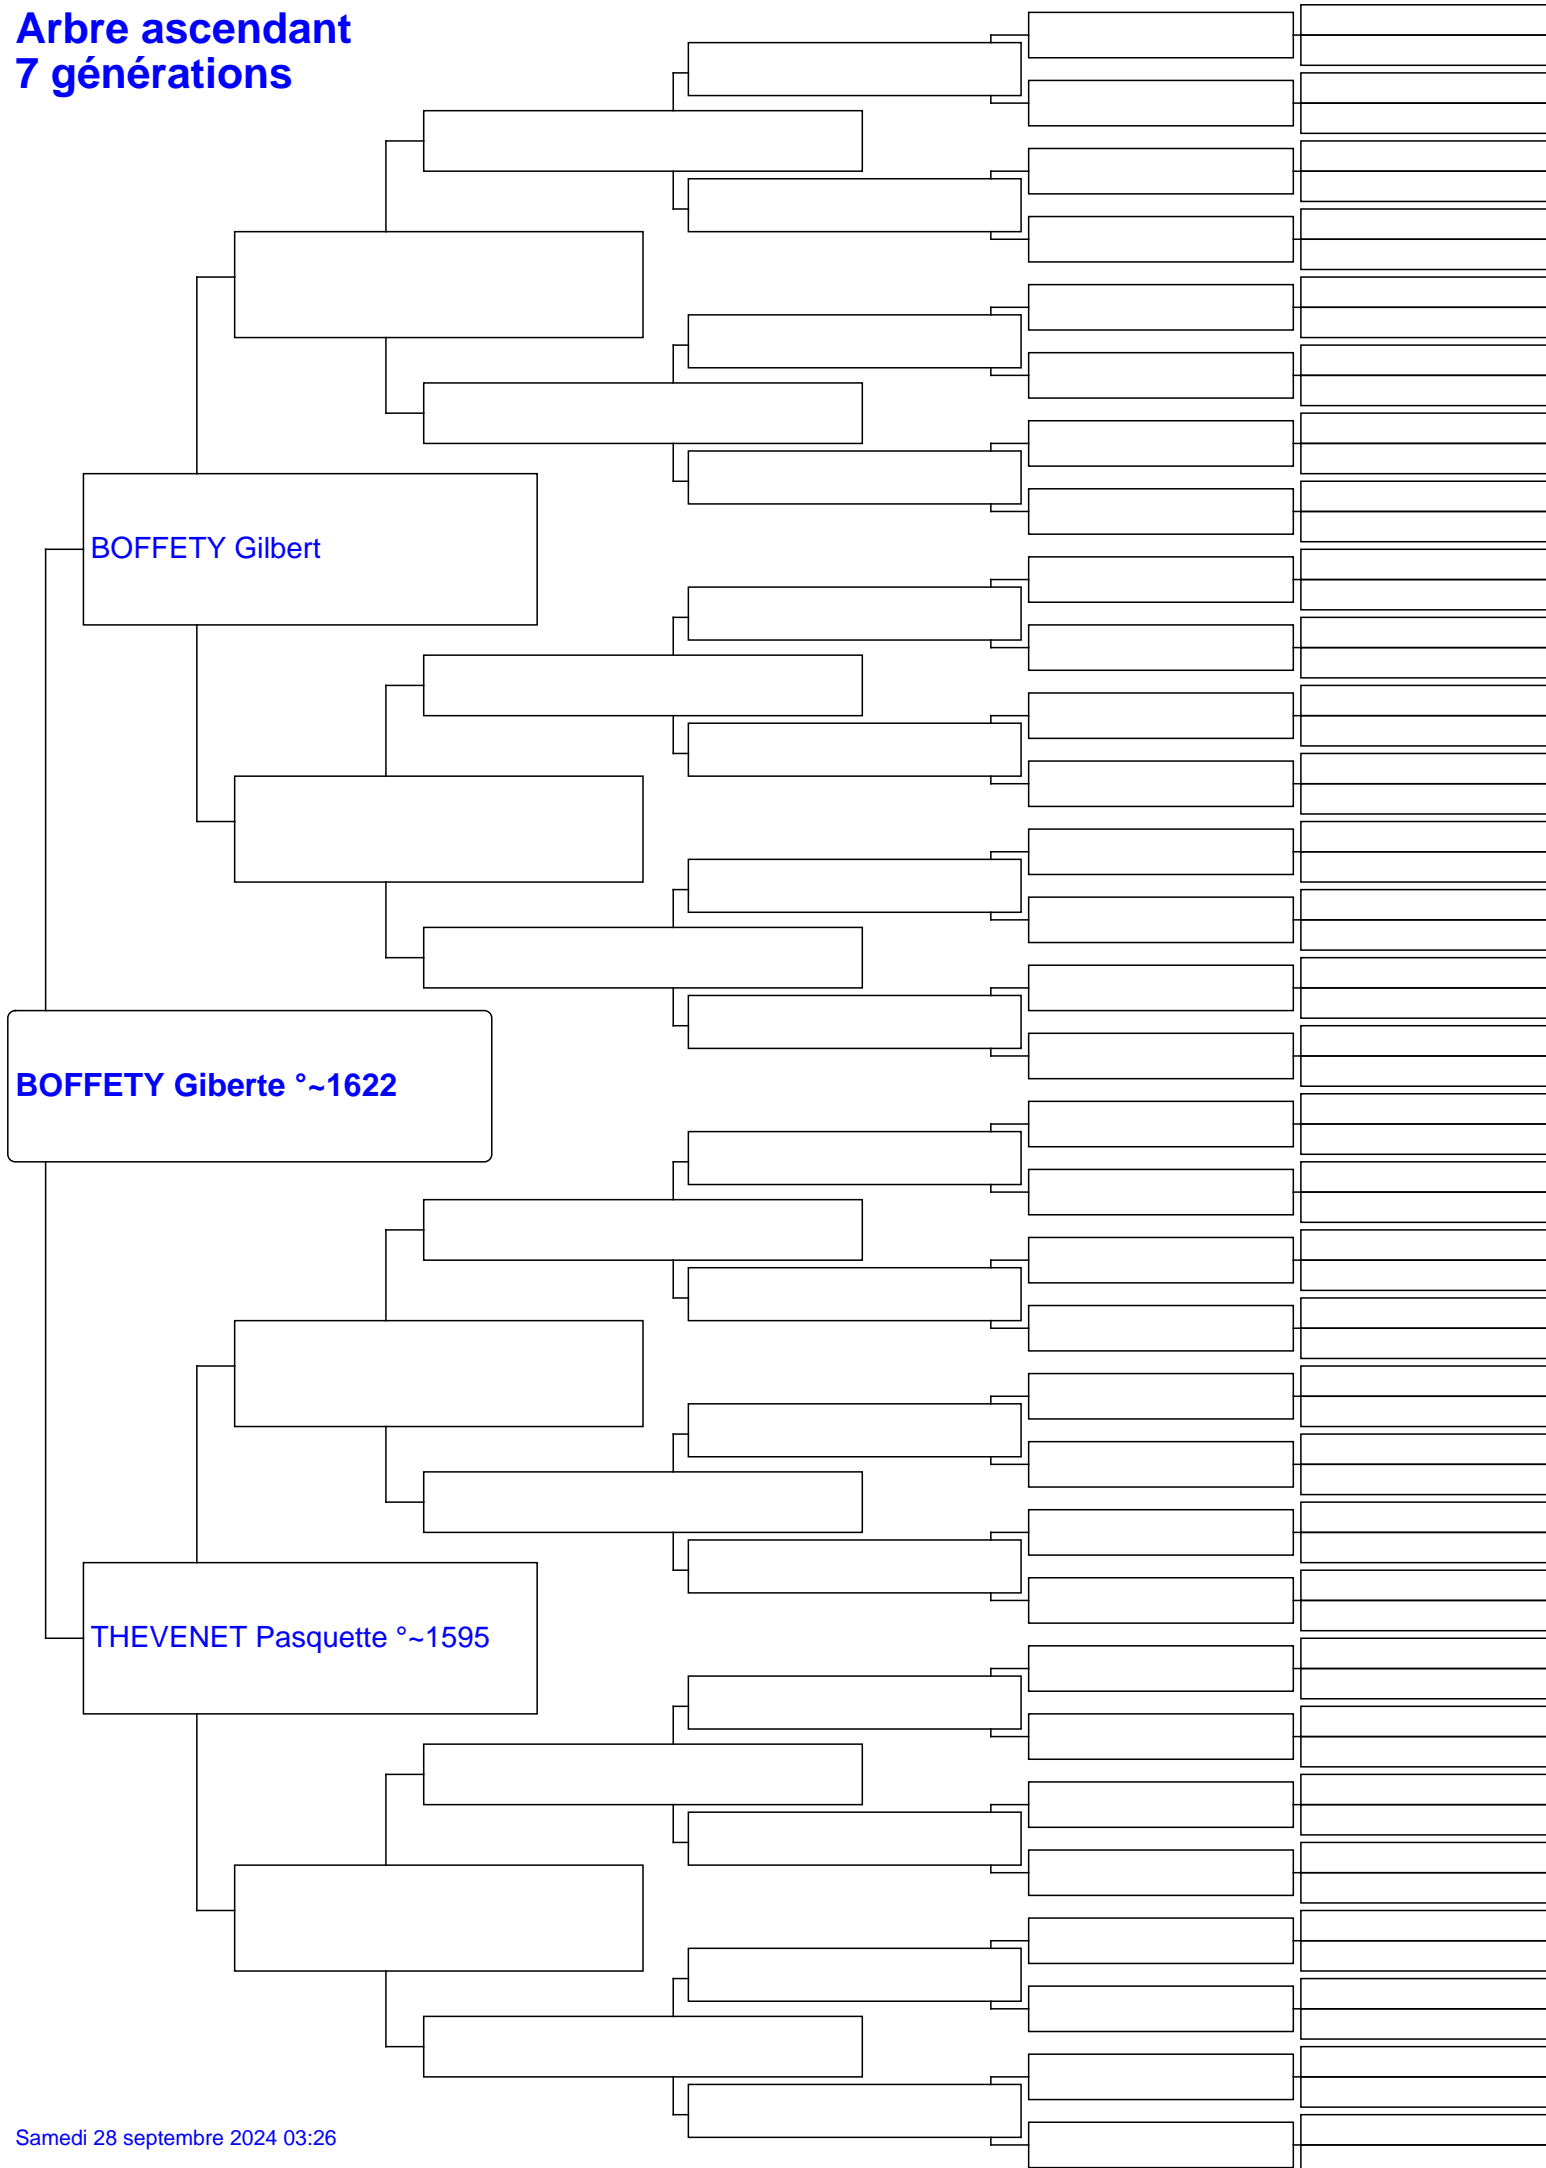 Arbre ascendant
7 générations
BOFFETY Gilbert
BOFFETY Giberte °~1622
THEVENET Pasquette °~1595
Samedi 28 septembre 2024 03:26